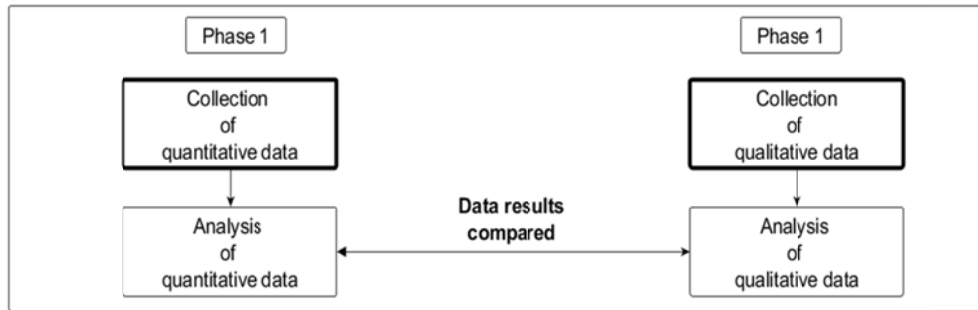 Phase 1
Phase 1
Collection
of
quantitative data
Collection
of
qualitative data
Data results
compared
Analysis
of
quantitative data
Analysis
of
qualitative data